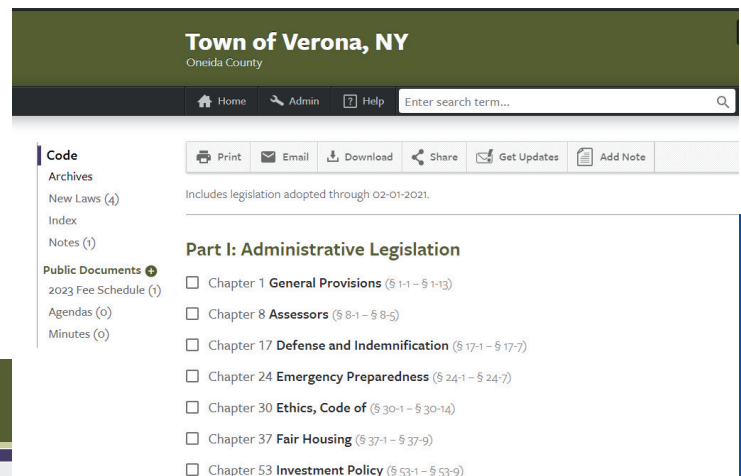 Town of Verona, NY
Oneida County
Home Admin ? Help Enter search term...
Code
Archives
New Laws (4)
Index
Notes (1)
Public Documents
2023 Fee Schedule (1)
Agendas (0)
Minutes (0)
Print Email Download Share Get Updates Add Note
Includes legislation adopted through 02-01-2021.
Part I: Administrative Legislation
Chapter 1 General Provisions (§ 1-1 – § 1-13)
Chapter 8 Assessors (§ 8-1 – § 8-5)
Chapter 17 Defense and Indemnification (§ 17-1 – § 17-7)
Chapter 24 Emergency Preparedness (§ 24-1 – § 24-7)
Chapter 30 Ethics, Code of (§ 30-1 – § 30-14)
Chapter 37 Fair Housing (§ 37-1 – § 37-9)
Chapter 53 Investment Policy (§ 53-1 – § 53-9)